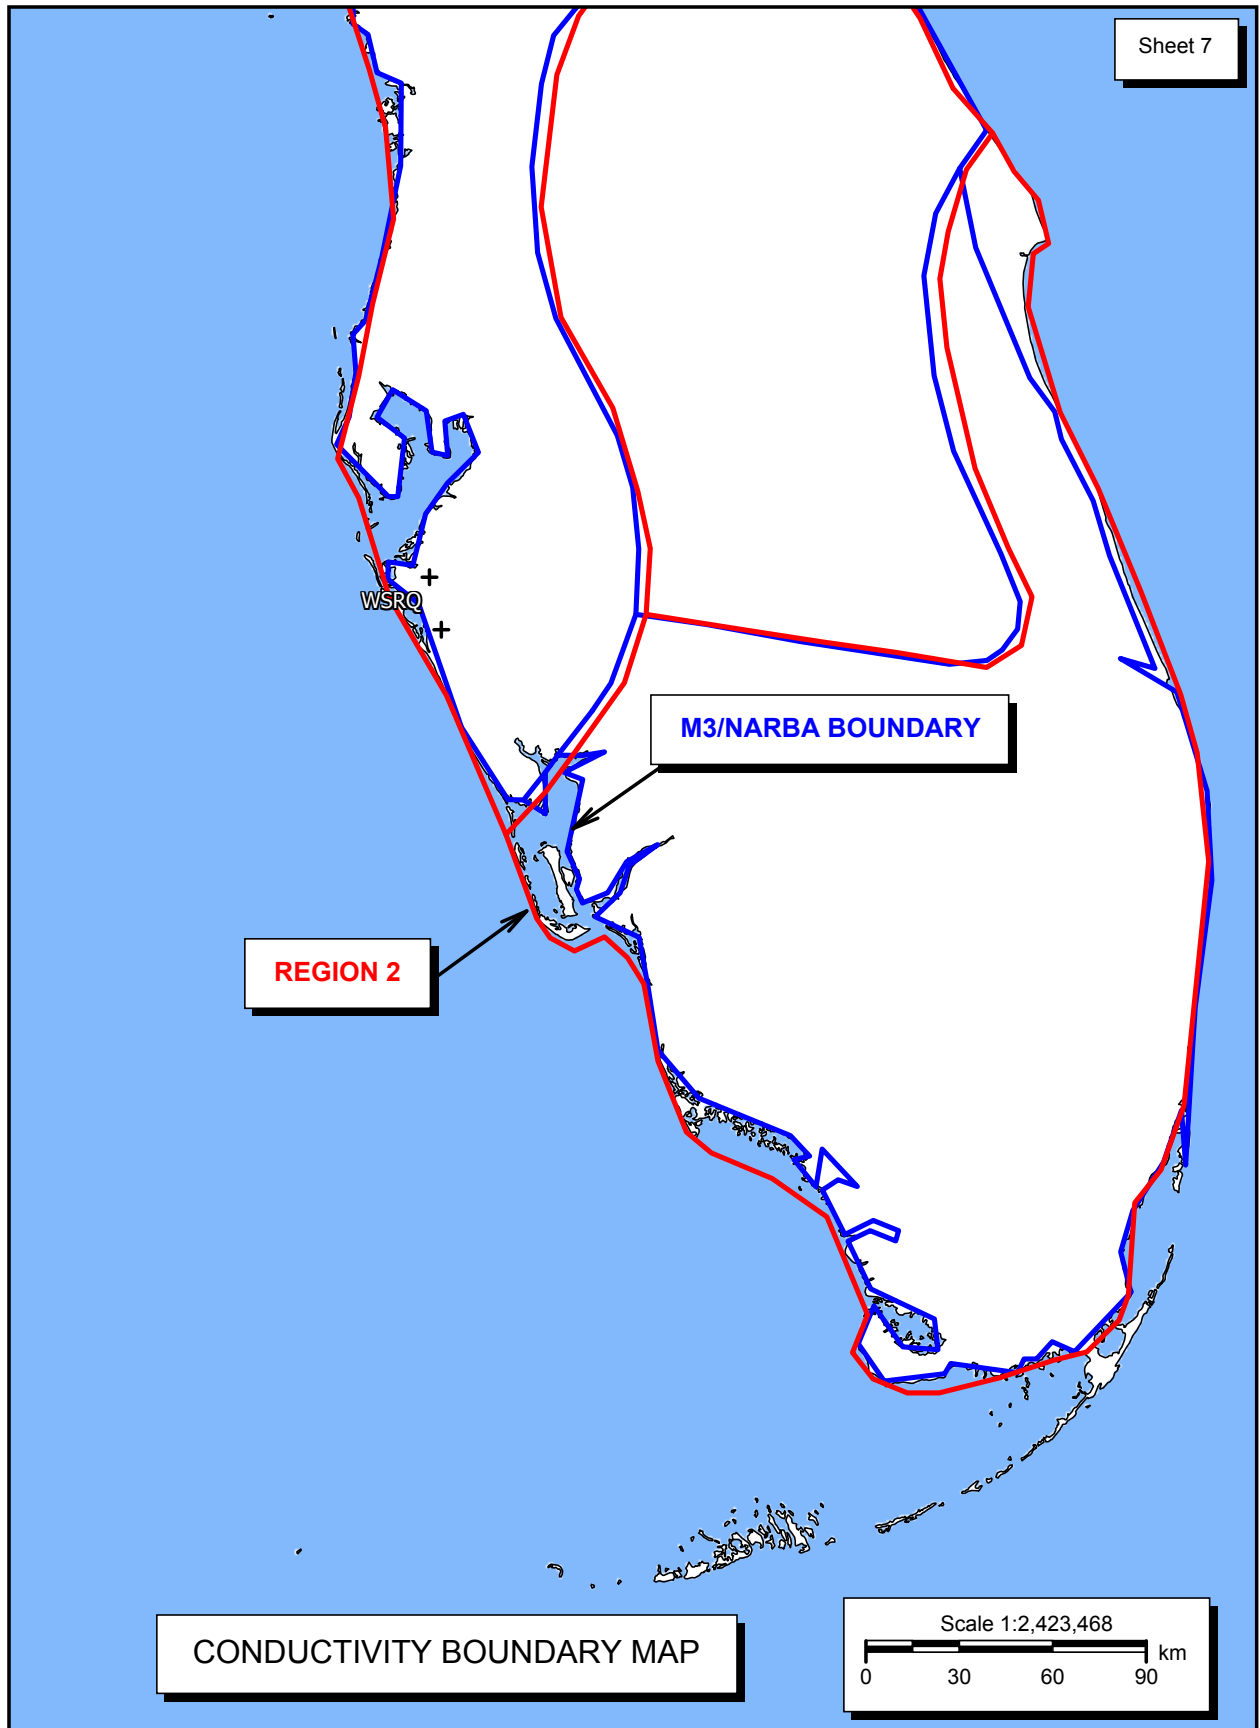 Sheet 7
WSRQ
M3/NARBA BOUNDARY
REGION 2
CONDUCTIVITY BOUNDARY MAP
Scale 1:2,423,468
km
0 30 60 90